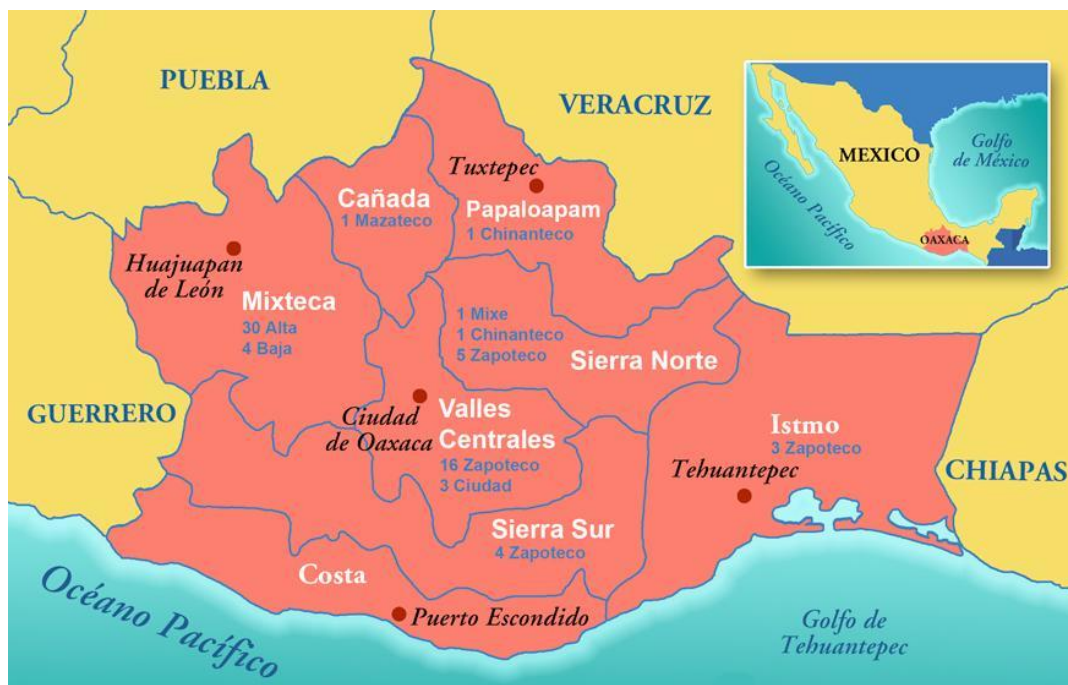 PUEBLA
VERACRUZ
MEXICO
Golfo
de México
Océano Pacífico
OAXACA
Tuxtepec
Cañada
1 Mazateco
Papaloapam
1 Chinanteco
Huajuapan
de León
Mixteca
30 Alta
4 Baja
1 Mixe
1 Chinanteco
5 Zapoteco
Sierra Norte
GUERRERO
Ciudad
de Oaxaca
Valles
Centrales
16 Zapoteco
3 Ciudad
Istmo
3 Zapoteco
Tehuantepec
CHIAPAS
Sierra Sur
4 Zapoteco
Costa
Puerto Escondido
Océano Pacífico
Golfo de
Tehuantepec